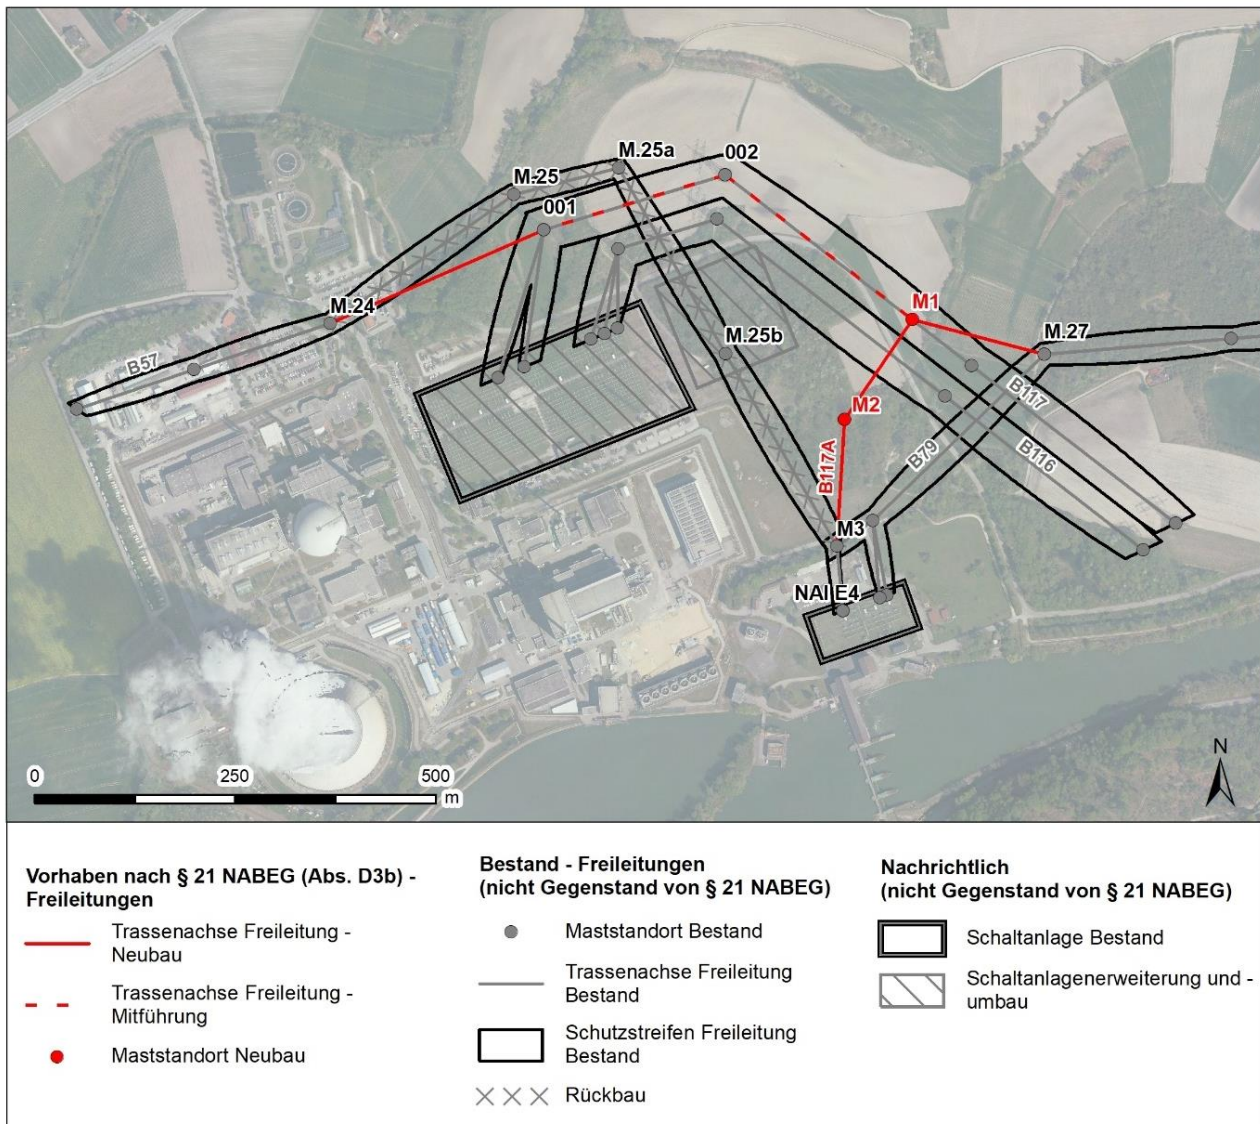 M.25a
002
M.25
001
M1
M.24
M.27
M.25b
B57
B117
M2
B79
B116
B117A
M3
NAI E4
N
0 250 500
m
Vorhaben nach § 21 NABEG (Abs. D3b) -
Freileitungen
Trassenachse Freileitung -
Neubau
Trassenachse Freileitung -
Mitführung
Maststandort Neubau
Bestand - Freileitungen
(nicht Gegenstand von § 21 NABEG)
Maststandort Bestand
Trassenachse Freileitung
Bestand
Schutzstreifen Freileitung
Bestand
Rückbau
Nachrichtlich
(nicht Gegenstand von § 21 NABEG)
Schaltanlage Bestand
Schaltanlagenerweiterung und -
umbau